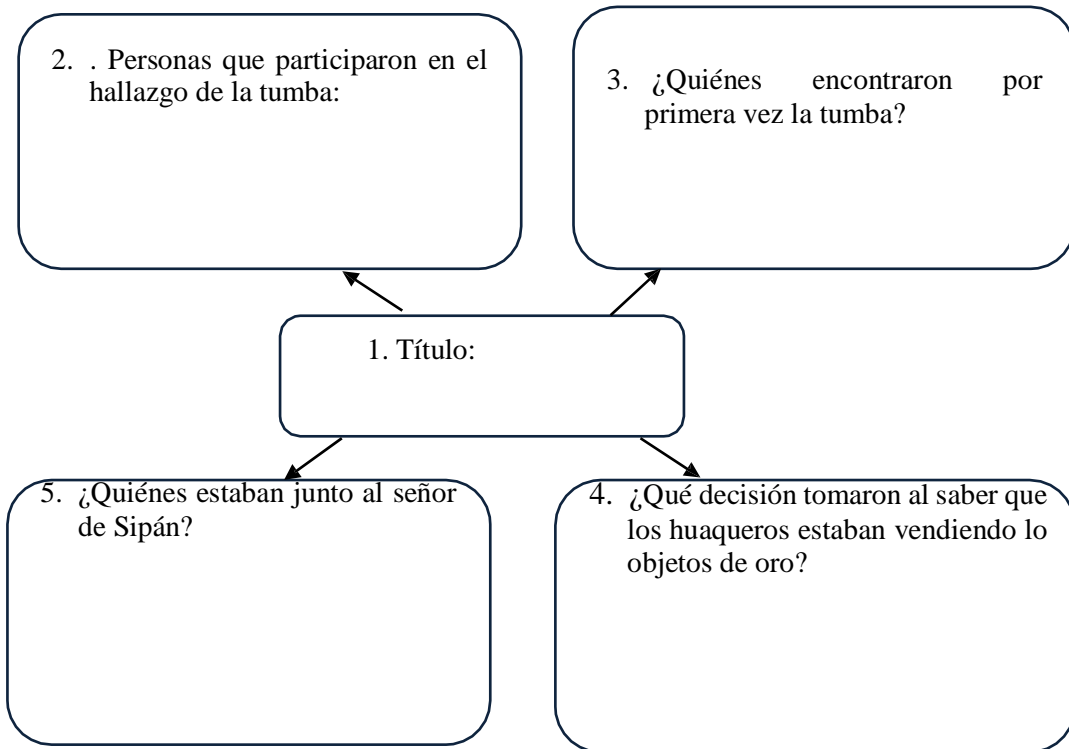 2. . Personas que participaron en el
hallazgo de la tumba:
3. ¿Quiénes encontraron por
primera vez la tumba?
1. Título:
5. ¿Quiénes estaban junto al señor
de Sipán?
4. ¿Qué decisión tomaron al saber que
los huaqueros estaban vendiendo lo
objetos de oro?